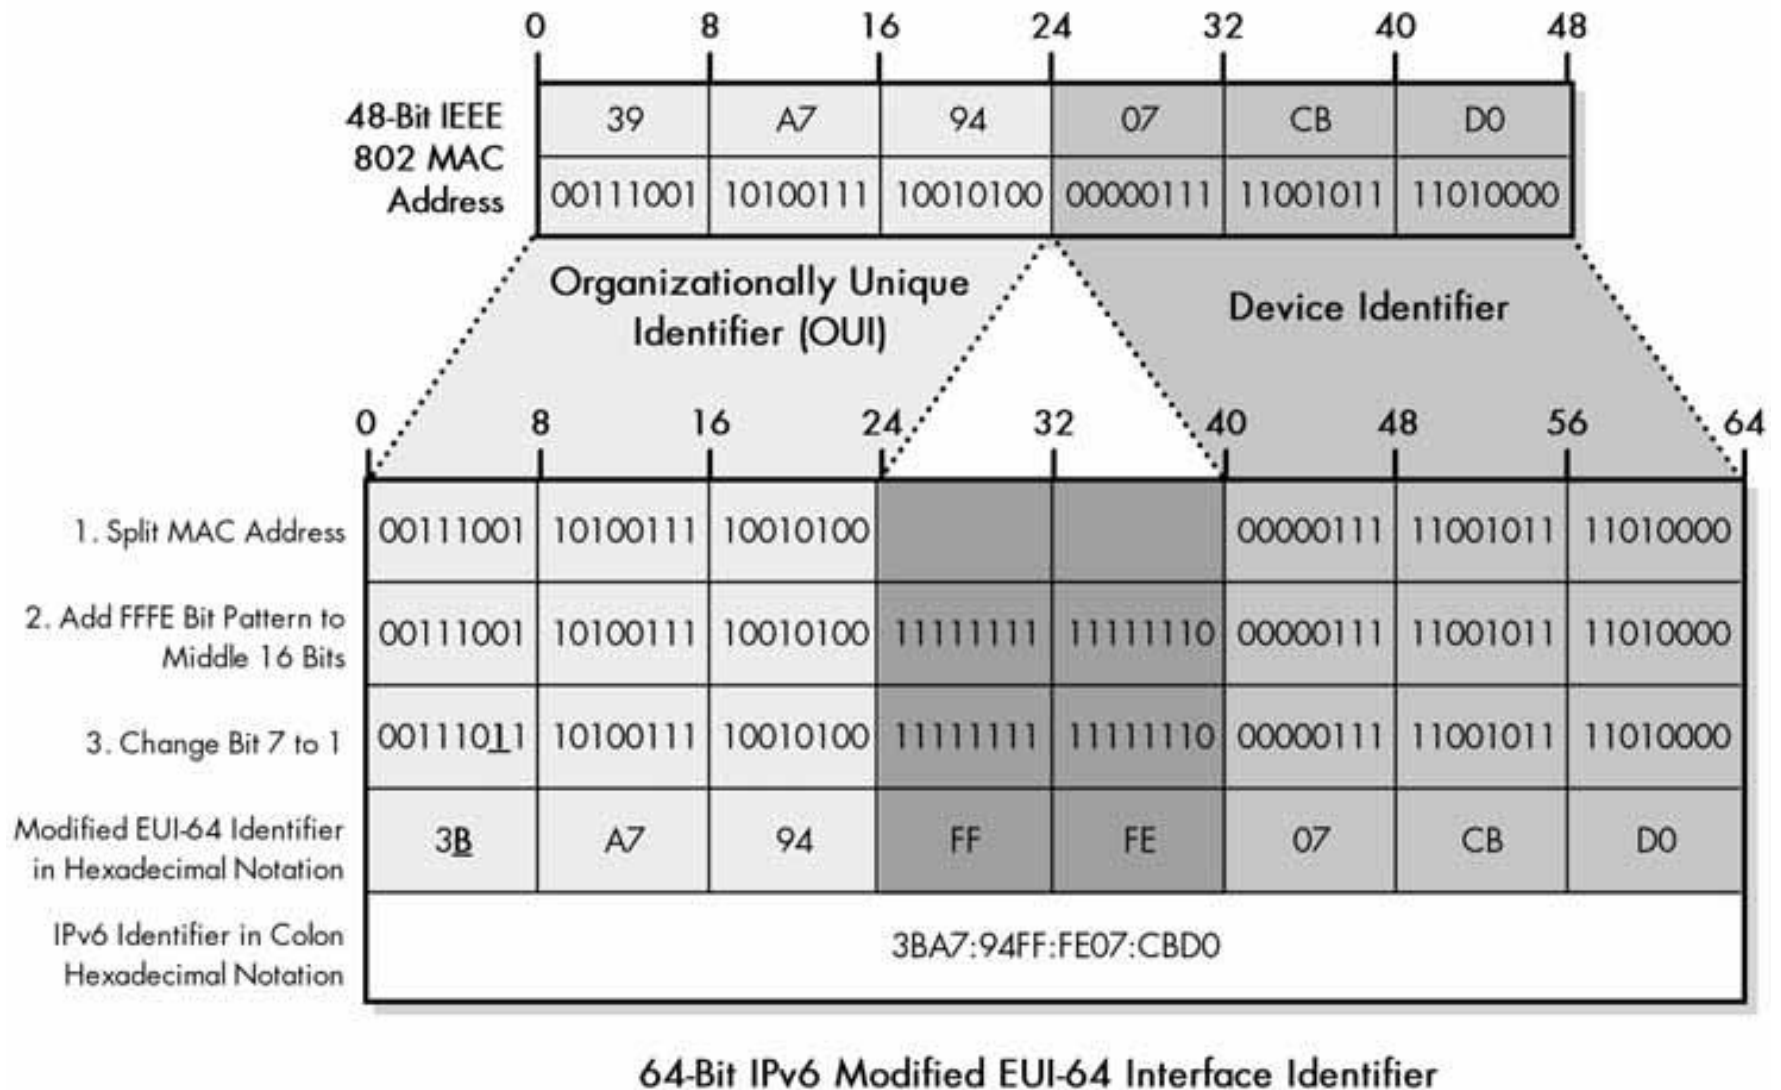 0 8 16 24 32 40 48
48-Bit IEEE
802 MAC
Address
39 A7 94 07 CB D0
00111001 10100111 10010100 00000111 11001011 11010000
Organizationally Unique
Identifier (OUI)
Device Identifier
0 8 16 24 32 40 48 56 64
1. Split MAC Address 00111001 10100111 10010100 00000111 11001011 11010000
2. Add FFFE Bit Pattern to
Middle 16 Bits
00111001 10100111 10010100 11111111 11111110 00000111 11001011 11010000
3. Change Bit 7 to 1 00111011 10100111 10010100 11111111 11111110 00000111 11001011 11010000
Modified EUI-64 Identifier
in Hexadecimal Notation
3B A7 94 FF FE 07 CB D0
IPv6 Identifier in Colon
Hexadecimal Notation
3BA7:94FF:FE07:CBD0
64-Bit IPv6 Modified EUI-64 Interface Identifier